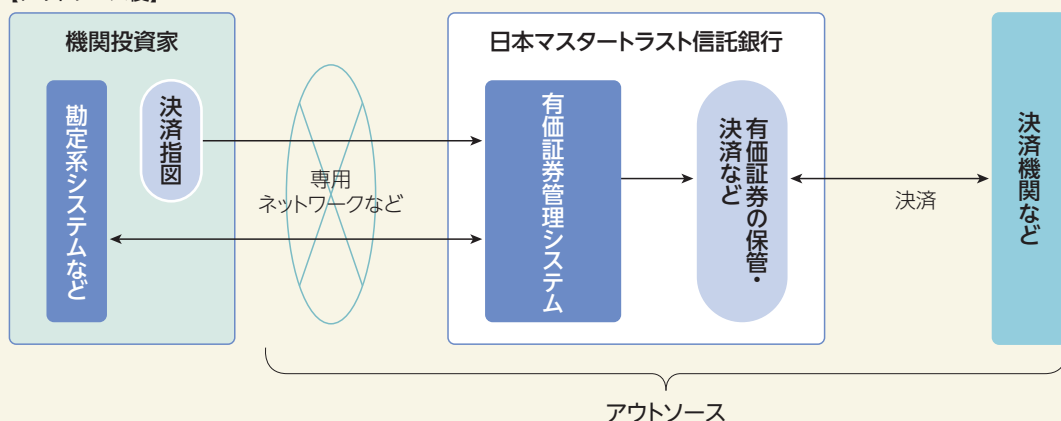 機関投資家
日本マスタートラスト信託銀行
勘定系システムなど
決済指図
専用
ネットワークなど
有価証券管理システム
有価証券の保管・
決済など
決済
決済機関など
アウトソース